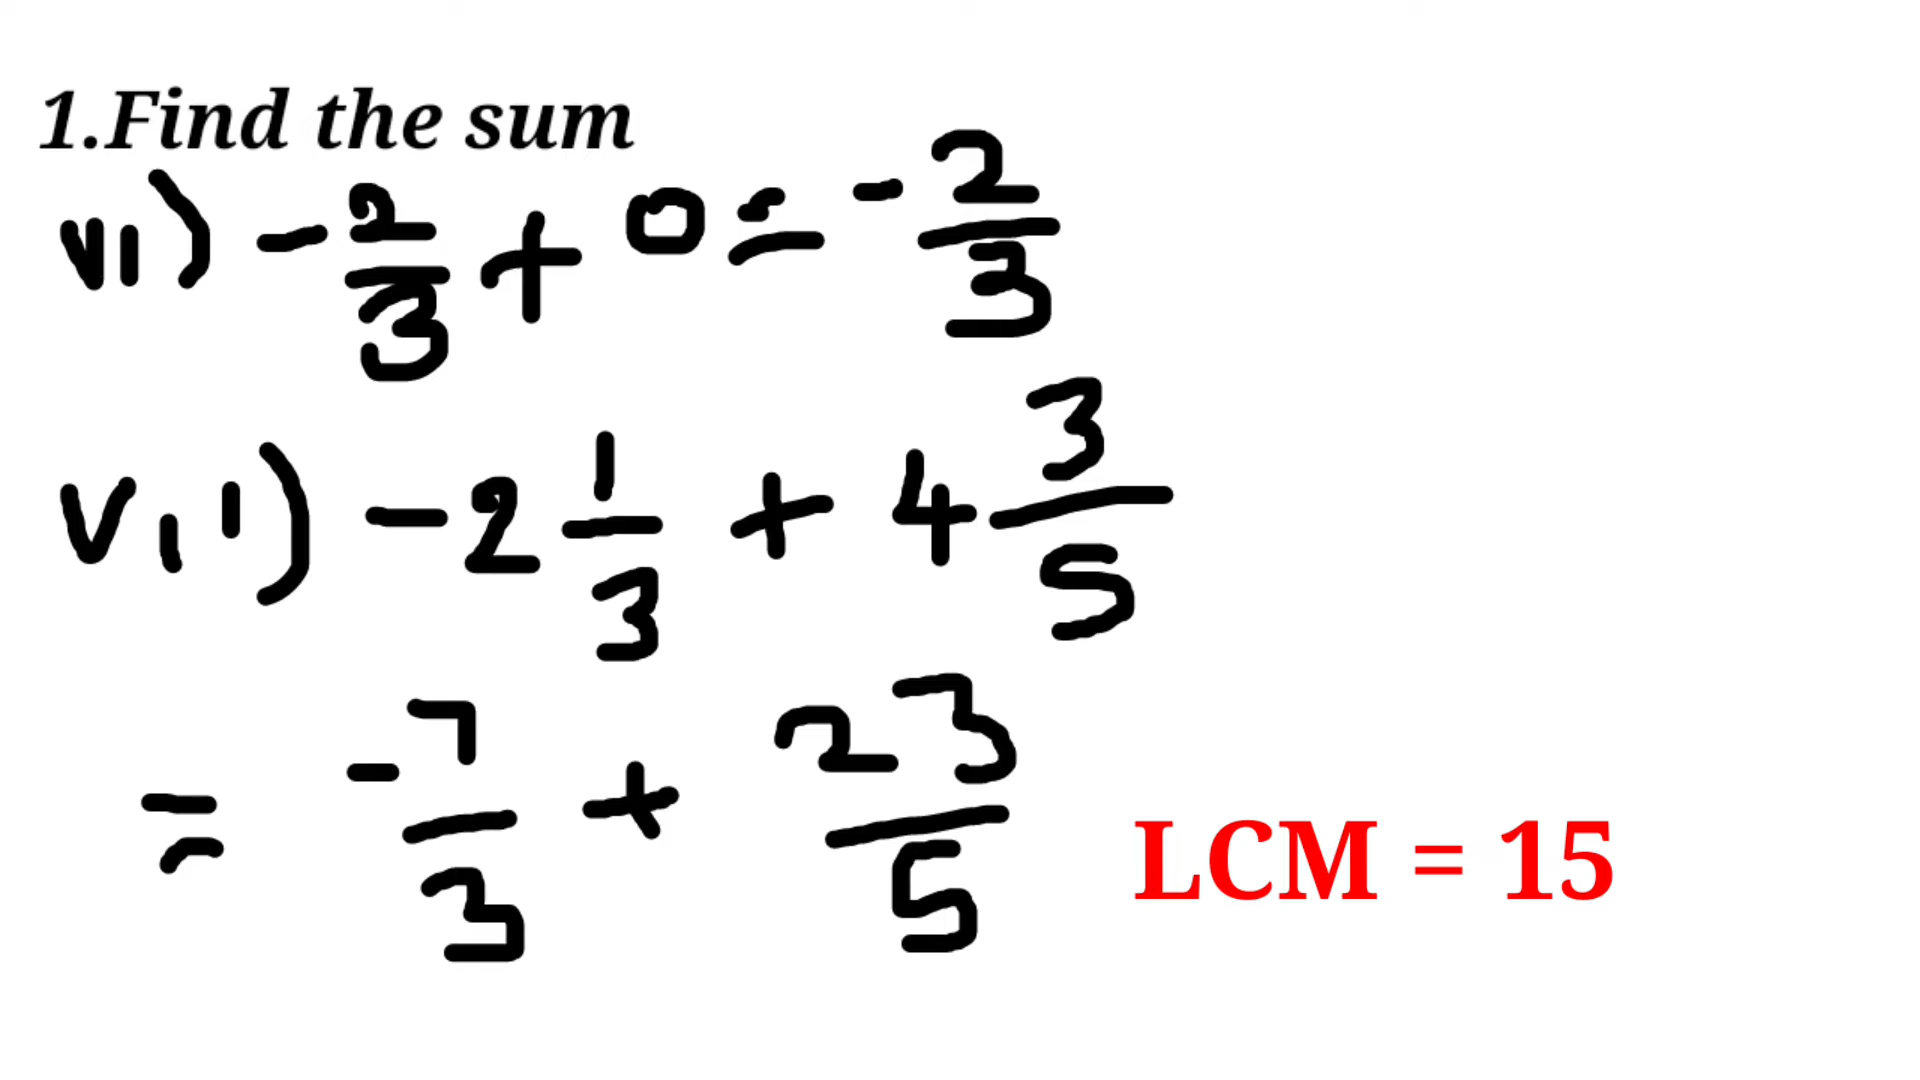 1.Find the sum
vi) -2/3 + 0 = -2/3
vii) -2 1/3 + 4 3/5
= -7/3 + 23/5
LCM = 15